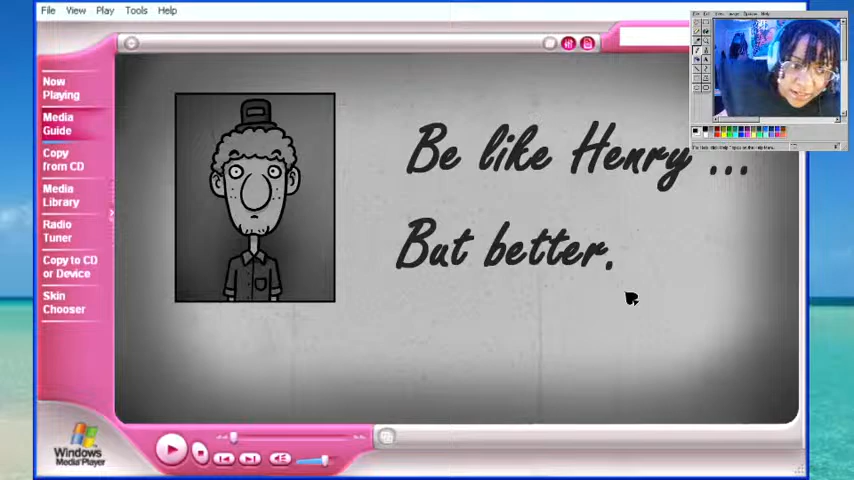 File View Play Tools Help
Now
Playing
Media
Guide
Copy
from CD
Media
Library
Radio
Tuner
Copy to CD
or Device
Skin
Chooser
Be like Henry ...
But better.
Windows
Media Player